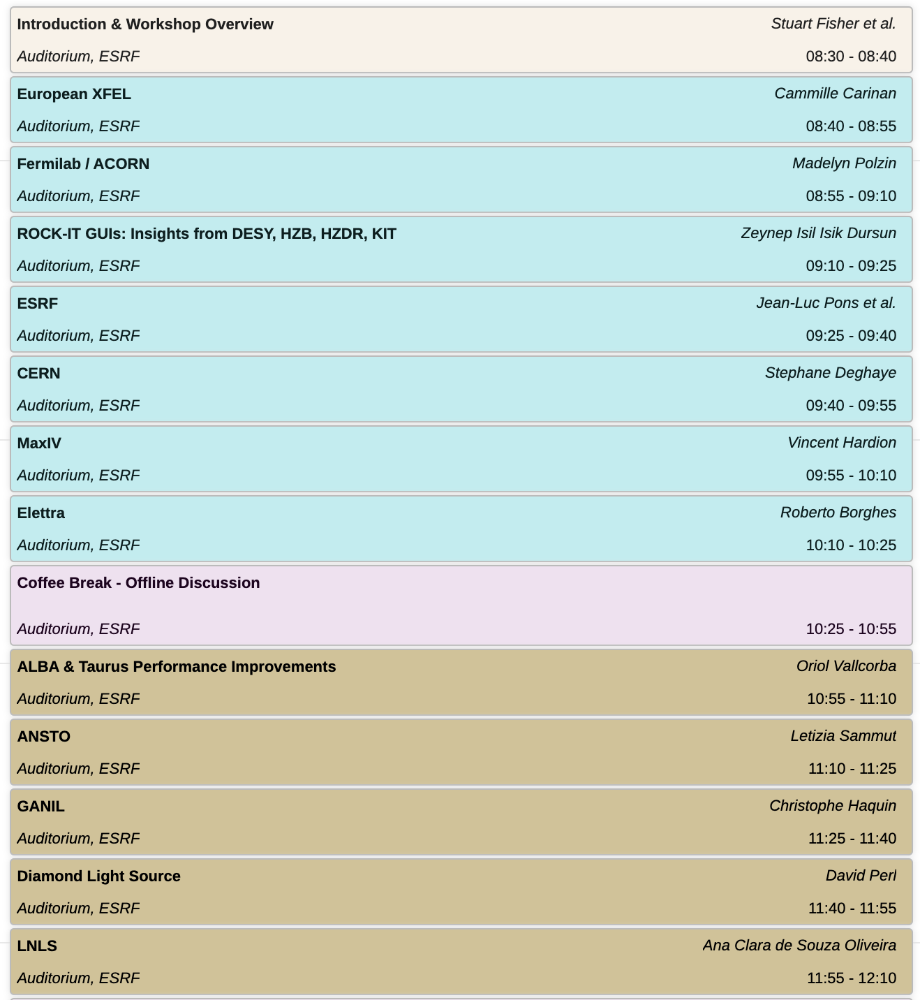 Introduction & Workshop Overview Stuart Fisher et al.
Auditorium, ESRF 08:30 - 08:40
European XFEL Cammille Carinan
Auditorium, ESRF 08:40 - 08:55
Fermilab / ACORN Madelyn Polzin
Auditorium, ESRF 08:55 - 09:10
ROCK-IT GUIs: Insights from DESY, HZB, HZDR, KIT Zeynep Isil Isik Dursun
Auditorium, ESRF 09:10 - 09:25
ESRF Jean-Luc Pons et al.
Auditorium, ESRF 09:25 - 09:40
CERN Stephane Deghaye
Auditorium, ESRF 09:40 - 09:55
MaxIV Vincent Hardion
Auditorium, ESRF 09:55 - 10:10
Elettra Roberto Borghes
Auditorium, ESRF 10:10 - 10:25
Coffee Break - Offline Discussion
Auditorium, ESRF 10:25 - 10:55
ALBA & Taurus Performance Improvements Oriol Vallcorba
Auditorium, ESRF 10:55 - 11:10
ANSTO Letizia Sammut
Auditorium, ESRF 11:10 - 11:25
GANIL Christophe Haquin
Auditorium, ESRF 11:25 - 11:40
Diamond Light Source David Perl
Auditorium, ESRF 11:40 - 11:55
LNLS Ana Clara de Souza Oliveira
Auditorium, ESRF 11:55 - 12:10